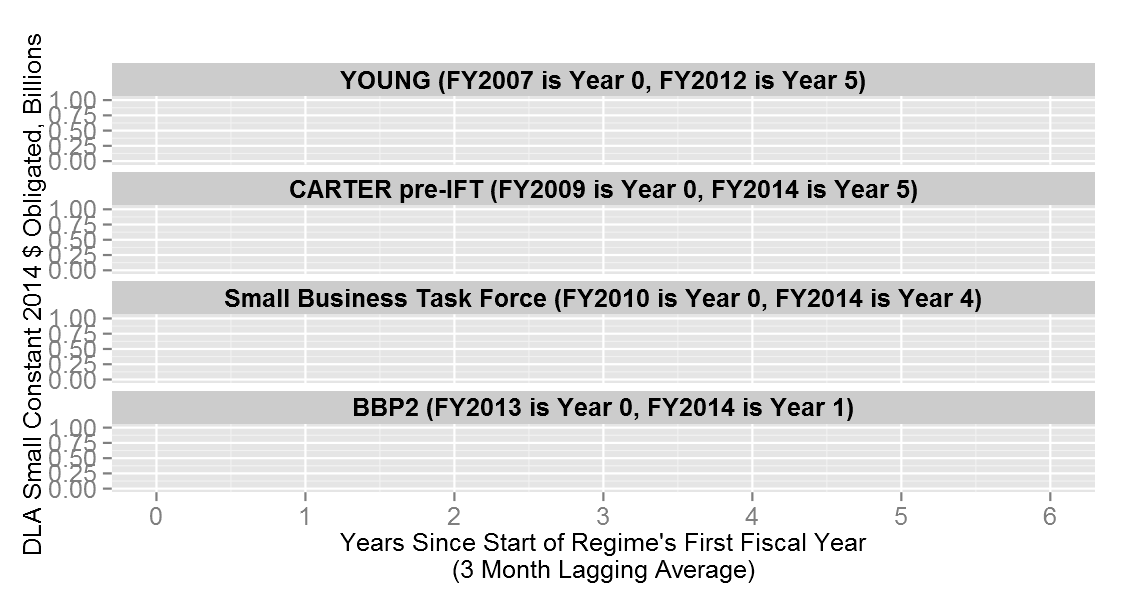 DLA Small Constant 2014 $ Obligated, Billions
YOUNG (FY2007 is Year 0, FY2012 is Year 5)
1.00
0.75
0.50
0.25
0.00
CARTER pre-IFT (FY2009 is Year 0, FY2014 is Year 5)
1.00
0.75
0.50
0.25
0.00
Small Business Task Force (FY2010 is Year 0, FY2014 is Year 4)
1.00
0.75
0.50
0.25
0.00
BBP2 (FY2013 is Year 0, FY2014 is Year 1)
1.00
0.75
0.50
0.25
0.00
0 1 2 3 4 5 6
Years Since Start of Regime's First Fiscal Year
(3 Month Lagging Average)